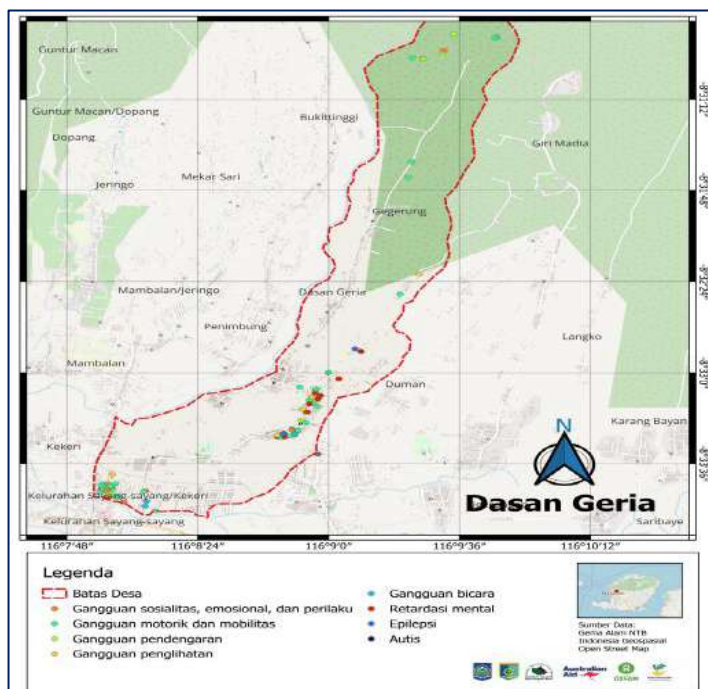 Guntur Macan
Guntur Macan/Dopang
Dopang
Bukittinggi
Giri Madia
Jeringo
Mekar Sari
Gegerung
Mambalan/Jeringo
Dasan Geria
Penimbung
Langko
Mambalan
Duman
Karang Bayan
Kekeri
N
Kelurahan Sayang-sayang/Kekeri
Dasan Geria
Kelurahan Sayang-sayang
Saribaye
116°7'48"
116°8'24"
116°9'0"
116°9'36"
116°10'12"
Legenda
Batas Desa
Gangguan sosialitas, emosional, dan perilaku
Gangguan motorik dan mobilitas
Gangguan pendengaran
Gangguan penglihatan
Gangguan bicara
Retardasi mental
Epilepsi
Autis
Sumber Data:
Gema Alam NTB
Indonesia Geospasial
Open Street Map
Australian
Aid
OXFAM